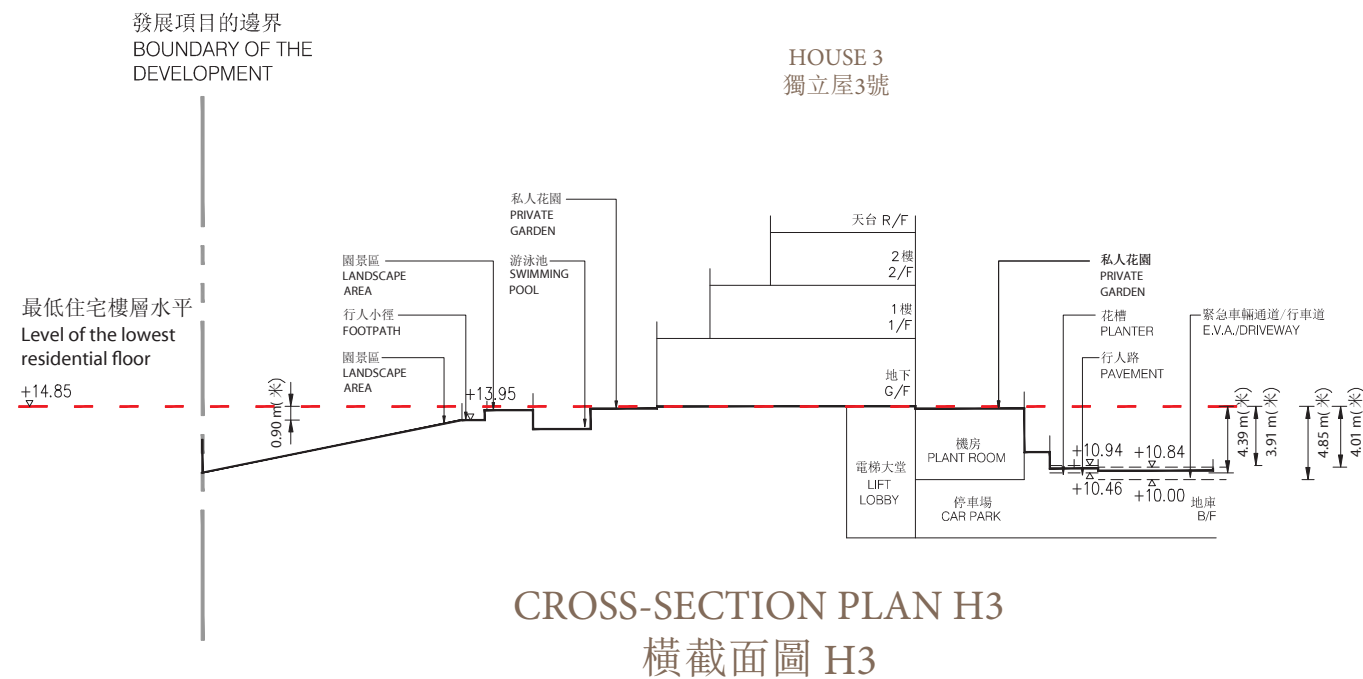 發展項目的邊界
BOUNDARY OF THE
DEVELOPMENT
HOUSE 3
獨立屋3號
私人花園
PRIVATE
GARDEN
天台 R/F
園景區
LANDSCAPE
AREA
游泳池
SWIMMING
POOL
2樓
2/F
私人花園
PRIVATE
GARDEN
最低住宅樓層水平
Level of the lowest
residential floor
行人小徑
FOOTPATH
1樓
1/F
花槽
PLANTER
緊急車輛通道/行車道
E.V.A./DRIVEWAY
園景區
LANDSCAPE
AREA
地下
G/F
行人路
PAVEMENT
+14.85
+13.95
0.90 m(米)
4.39 m(米)
3.91 m(米)
4.85 m(米)
4.01 m(米)
機房
PLANT ROOM
+10.94
+10.84
電梯大堂
LIFT
LOBBY
+10.46
+10.00
停車場
CAR PARK
地庫
B/F
CROSS-SECTION PLAN H3
橫截面圖 H3